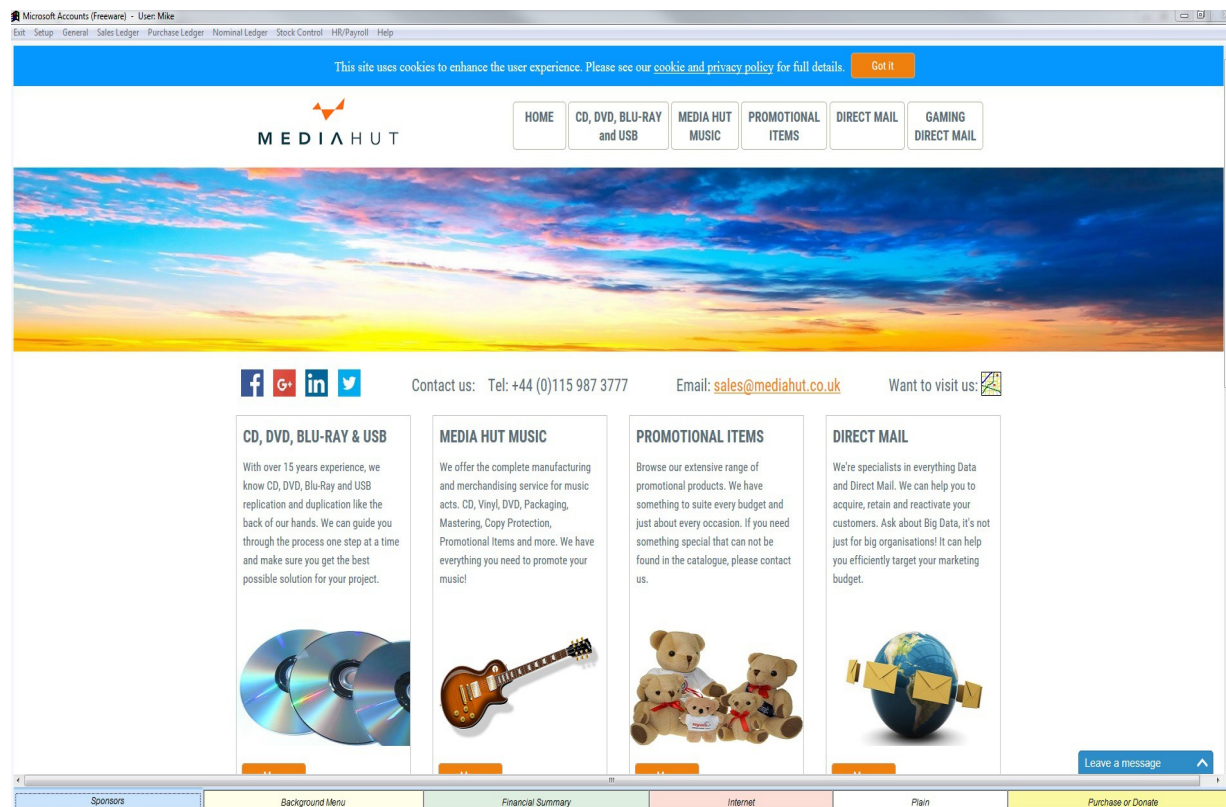 Microsoft Accounts (Freeware) - User: Mike
Exit Setup General Sales Ledger Purchase Ledger Nominal Ledger Stock Control HR/Payroll Help
This site uses cookies to enhance the user experience. Please see our cookie and privacy policy for full details. Got it
MEDIAHUT
HOME
CD, DVD, BLU-RAY
and USB
MEDIA HUT
MUSIC
PROMOTIONAL
ITEMS
DIRECT MAIL
GAMING
DIRECT MAIL
Contact us: Tel: +44 (0)115 987 3777 Email: sales@mediahut.co.uk Want to visit us:
CD, DVD, BLU-RAY & USB
With over 15 years experience, we
know CD, DVD, Blu-Ray and USB
replication and duplication like the
back of our hands. We can guide you
through the process one step at a time
and make sure you get the best
possible solution for your project.
MEDIA HUT MUSIC
We offer the complete manufacturing
and merchandising service for music
acts. CD, Vinyl, DVD, Packaging,
Mastering, Copy Protection,
Promotional Items and more. We have
everything you need to promote your
music!
PROMOTIONAL ITEMS
Browse our extensive range of
promotional products. We have
something to suite every budget and
just about every occasion. If you need
something special that can not be
found in the catalogue, please contact
us.
DIRECT MAIL
We're specialists in everything Data
and Direct Mail. We can help you to
acquire, retain and reactivate your
customers. Ask about Big Data, it's not
just for big organisations! It can help
you efficiently target your marketing
budget.
Leave a message
Sponsors Background Menu Financial Summary Internet Plain Purchase or Donate